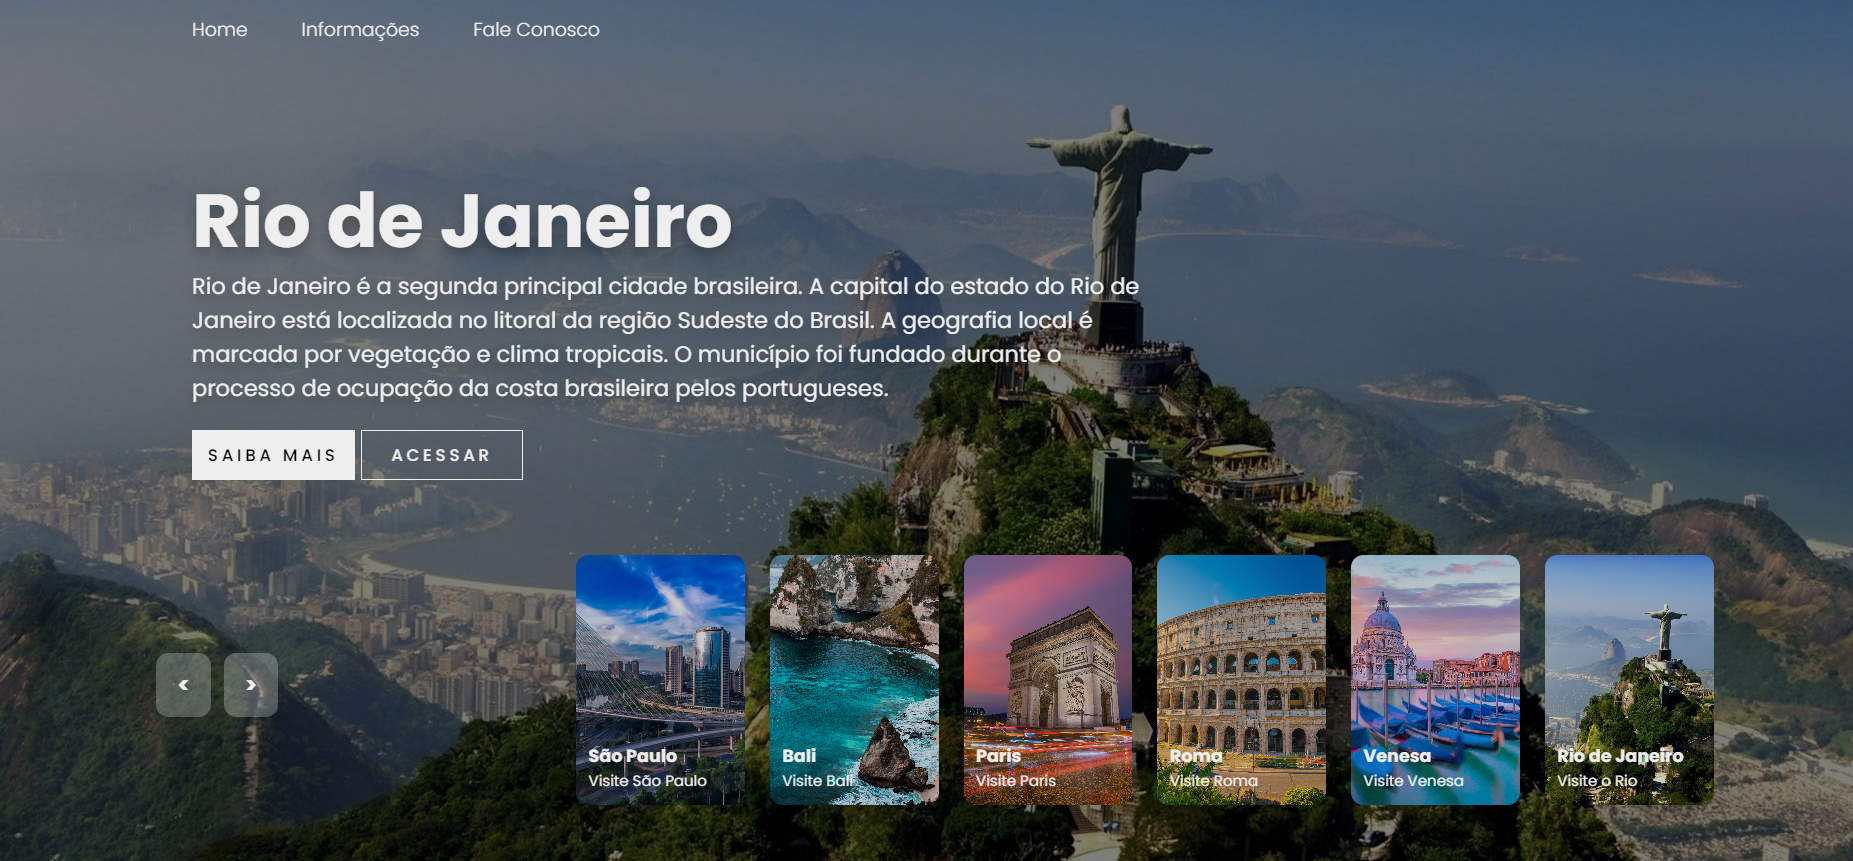 Home Informações Fale Conosco
Rio de Janeiro
Rio de Janeiro é a segunda principal cidade brasileira. A capital do estado do Rio de
Janeiro está localizada no litoral da região Sudeste do Brasil. A geografia local é
marcada por vegetação e clima tropicais. O município foi fundado durante o
processo de ocupação da costa brasileira pelos portugueses.
SAIBA MAIS ACESSAR
< >
São Paulo
Visite São Paulo
Bali
Visite Bali
Paris
Visite Paris
Roma
Visite Roma
Venesa
Visite Venesa
Rio de Janeiro
Visite o Rio